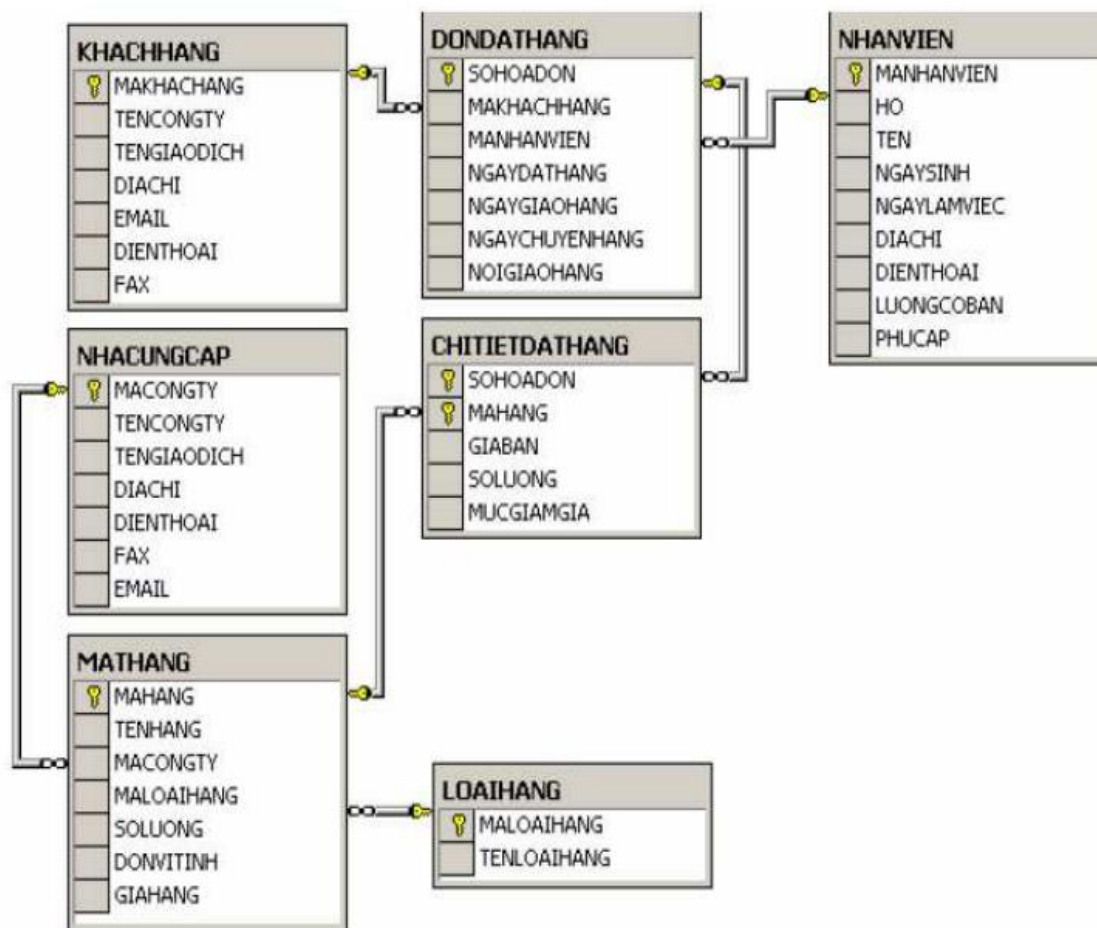 KHACHHANG
MAKHACHANG
TENCONGTY
TENGIAODICH
DIACHI
EMAIL
DIENTHOAI
FAX
DONDATHANG
SOHOADON
MAKHACHHANG
MANHANVIEN
NGAYDATHANG
NGAYGIAOHANG
NGAYCHUYENHANG
NOIGIAOHANG
NHANVIEN
MANHANVIEN
HO
TEN
NGAYSINH
NGAYLAMVIEC
DIACHI
DIENTHOAI
LUONGCOBAN
PHUCAP
NHACUNGCAP
MACONGTY
TENCONGTY
TENGIAODICH
DIACHI
DIENTHOAI
FAX
EMAIL
CHITIETDATHANG
SOHOADON
MAHANG
GIABAN
SOLUONG
MUCGIAMGIA
MATHANG
MAHANG
TENHANG
MACONGTY
MALOAIHANG
SOLUONG
DONVITINH
GIAHANG
LOAIHANG
MALOAIHANG
TENLOAIHANG